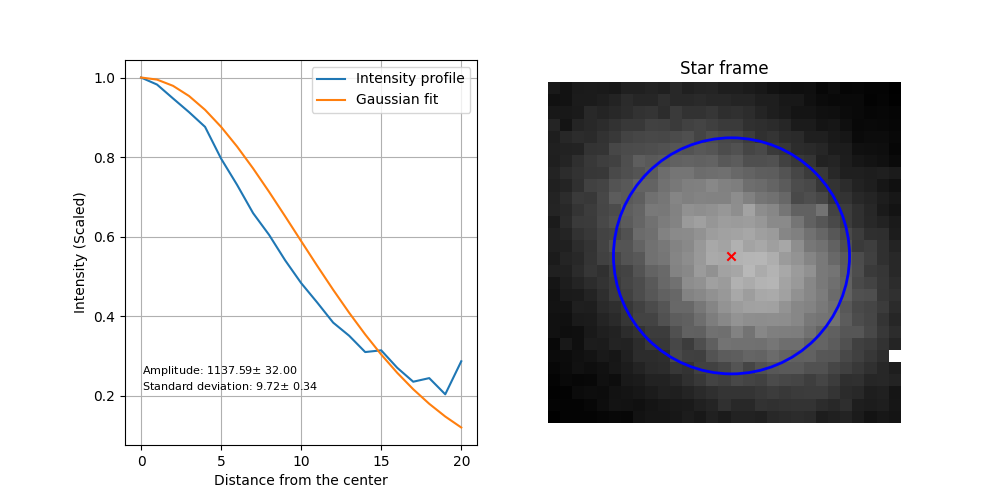 Star frame
1.0
0.8
0.6
0.4
0.2
Intensity (Scaled)
Intensity profile
Gaussian fit
Amplitude: 1137.59± 32.00
Standard deviation: 9.72± 0.34
0 5 10 15 20
Distance from the center